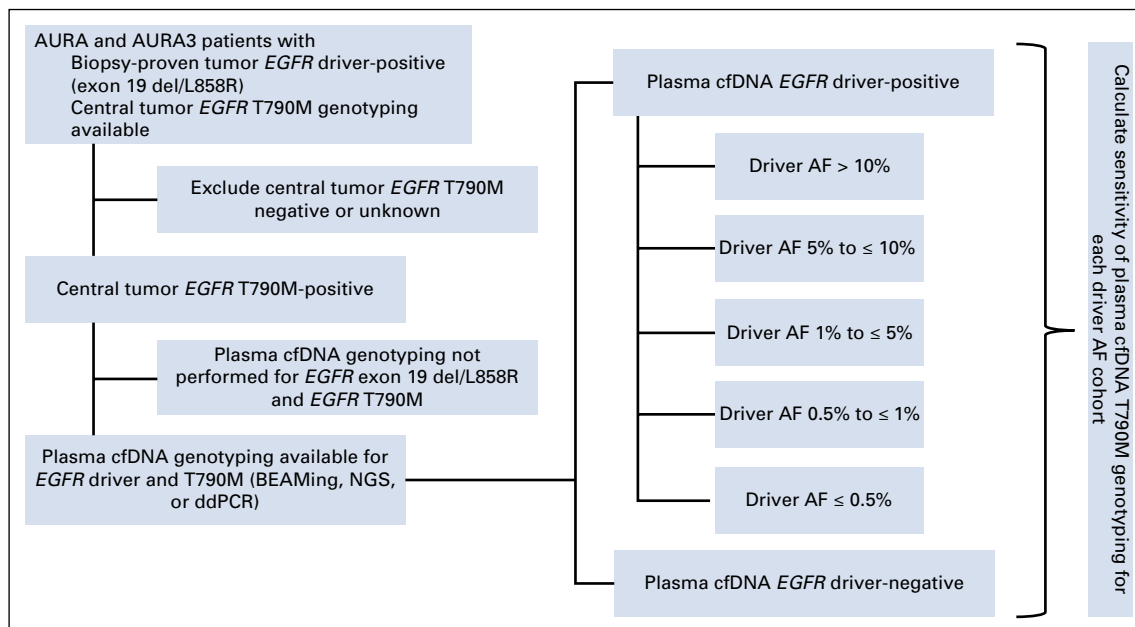 AURA and AURA3 patients with
Biopsy-proven tumor EGFR driver-positive
(exon 19 del/L858R)
Central tumor EGFR T790M genotyping
available
Exclude central tumor EGFR T790M
negative or unknown
Central tumor EGFR T790M-positive
Plasma cfDNA genotyping not
performed for EGFR exon 19 del/L858R
and EGFR T790M
Plasma cfDNA genotyping available for
EGFR driver and T790M (BEAMing, NGS,
or ddPCR)
Plasma cfDNA EGFR driver-positive
Driver AF > 10%
Driver AF 5% to ≤ 10%
Driver AF 1% to ≤ 5%
Driver AF 0.5% to ≤ 1%
Driver AF ≤ 0.5%
Plasma cfDNA EGFR driver-negative
Calculate sensitivity of plasma cfDNA T790M genotyping for
each driver AF cohort